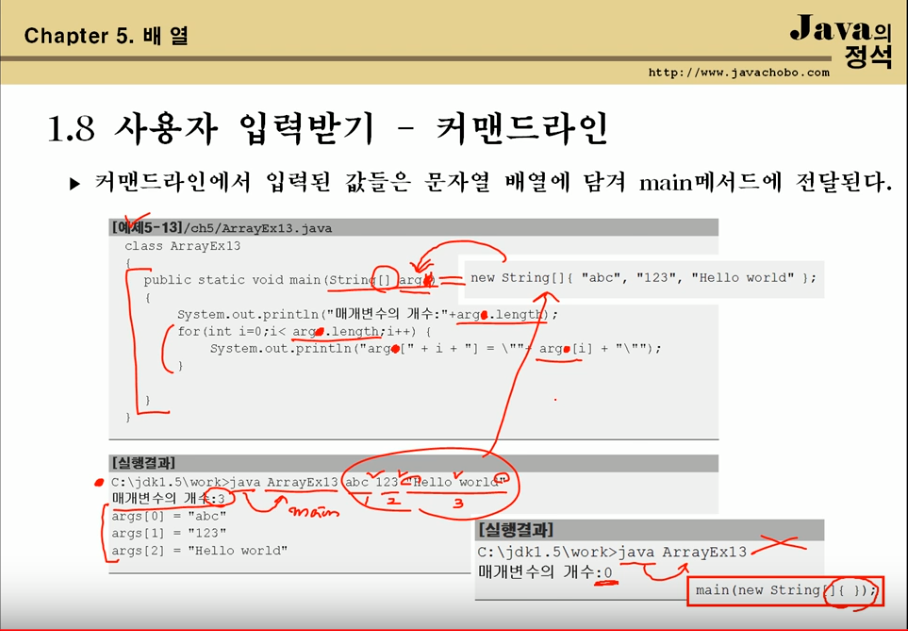 Chapter 5. 배 열
Java의
정석
http://www.javachobo.com
1.8 사용자 입력받기 - 커맨드라인
▶ 커맨드라인에서 입력된 값들은 문자열 배열에 담겨 main메서드에 전달된다.
[예제5-13]/ch5/ArrayEx13.java
class ArrayEx13
{
public static void main(String[] args)
new String[]{ "abc", "123", "Hello world" };
{
System.out.println("매개변수의 개수:"+args.length);
for(int i=0;i< args.length;i++) {
System.out.println("args[" + i + "] = \""+ args[i] + "\"");
}
}
}
[실행결과]
C:\jdk1.5\work>java ArrayEx13 abc 123 "Hello world"
1 2 3
매개변수의 개수:3
main
args[0] = "abc"
args[1] = "123"
args[2] = "Hello world"
[실행결과]
C:\jdk1.5\work>java ArrayEx13
매개변수의 개수:0
main(new String[]{ });